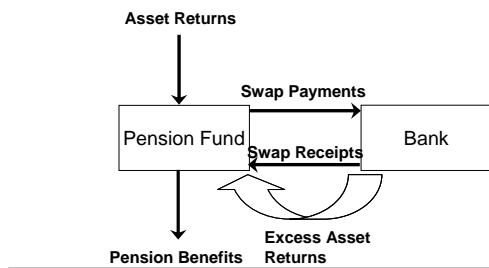 Asset Returns
Swap Payments
Pension Fund
Bank
Swap Receipts
Pension Benefits
Excess Asset
Returns